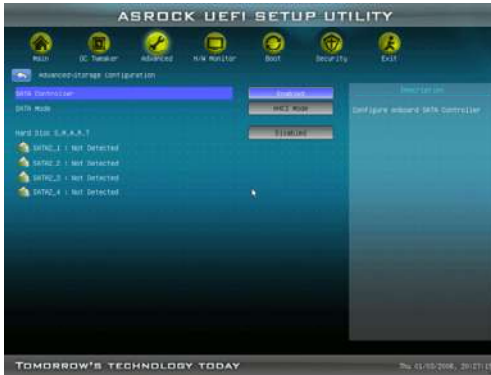 ASROCK UEFI SETUP UTILITY
Main OC Tweaker Advanced H/W Monitor Boot Security Exit
Advanced\Storage Configuration
SATA Controller Enabled
SATA Mode AHCI Mode
Hard Disk S.M.A.R.T Disabled
SATA2_1 : Not Detected
SATA2_2 : Not Detected
SATA2_3 : Not Detected
SATA2_4 : Not Detected
Description
Configure onboard SATA Controller
TOMORROW'S TECHNOLOGY TODAY
Thu